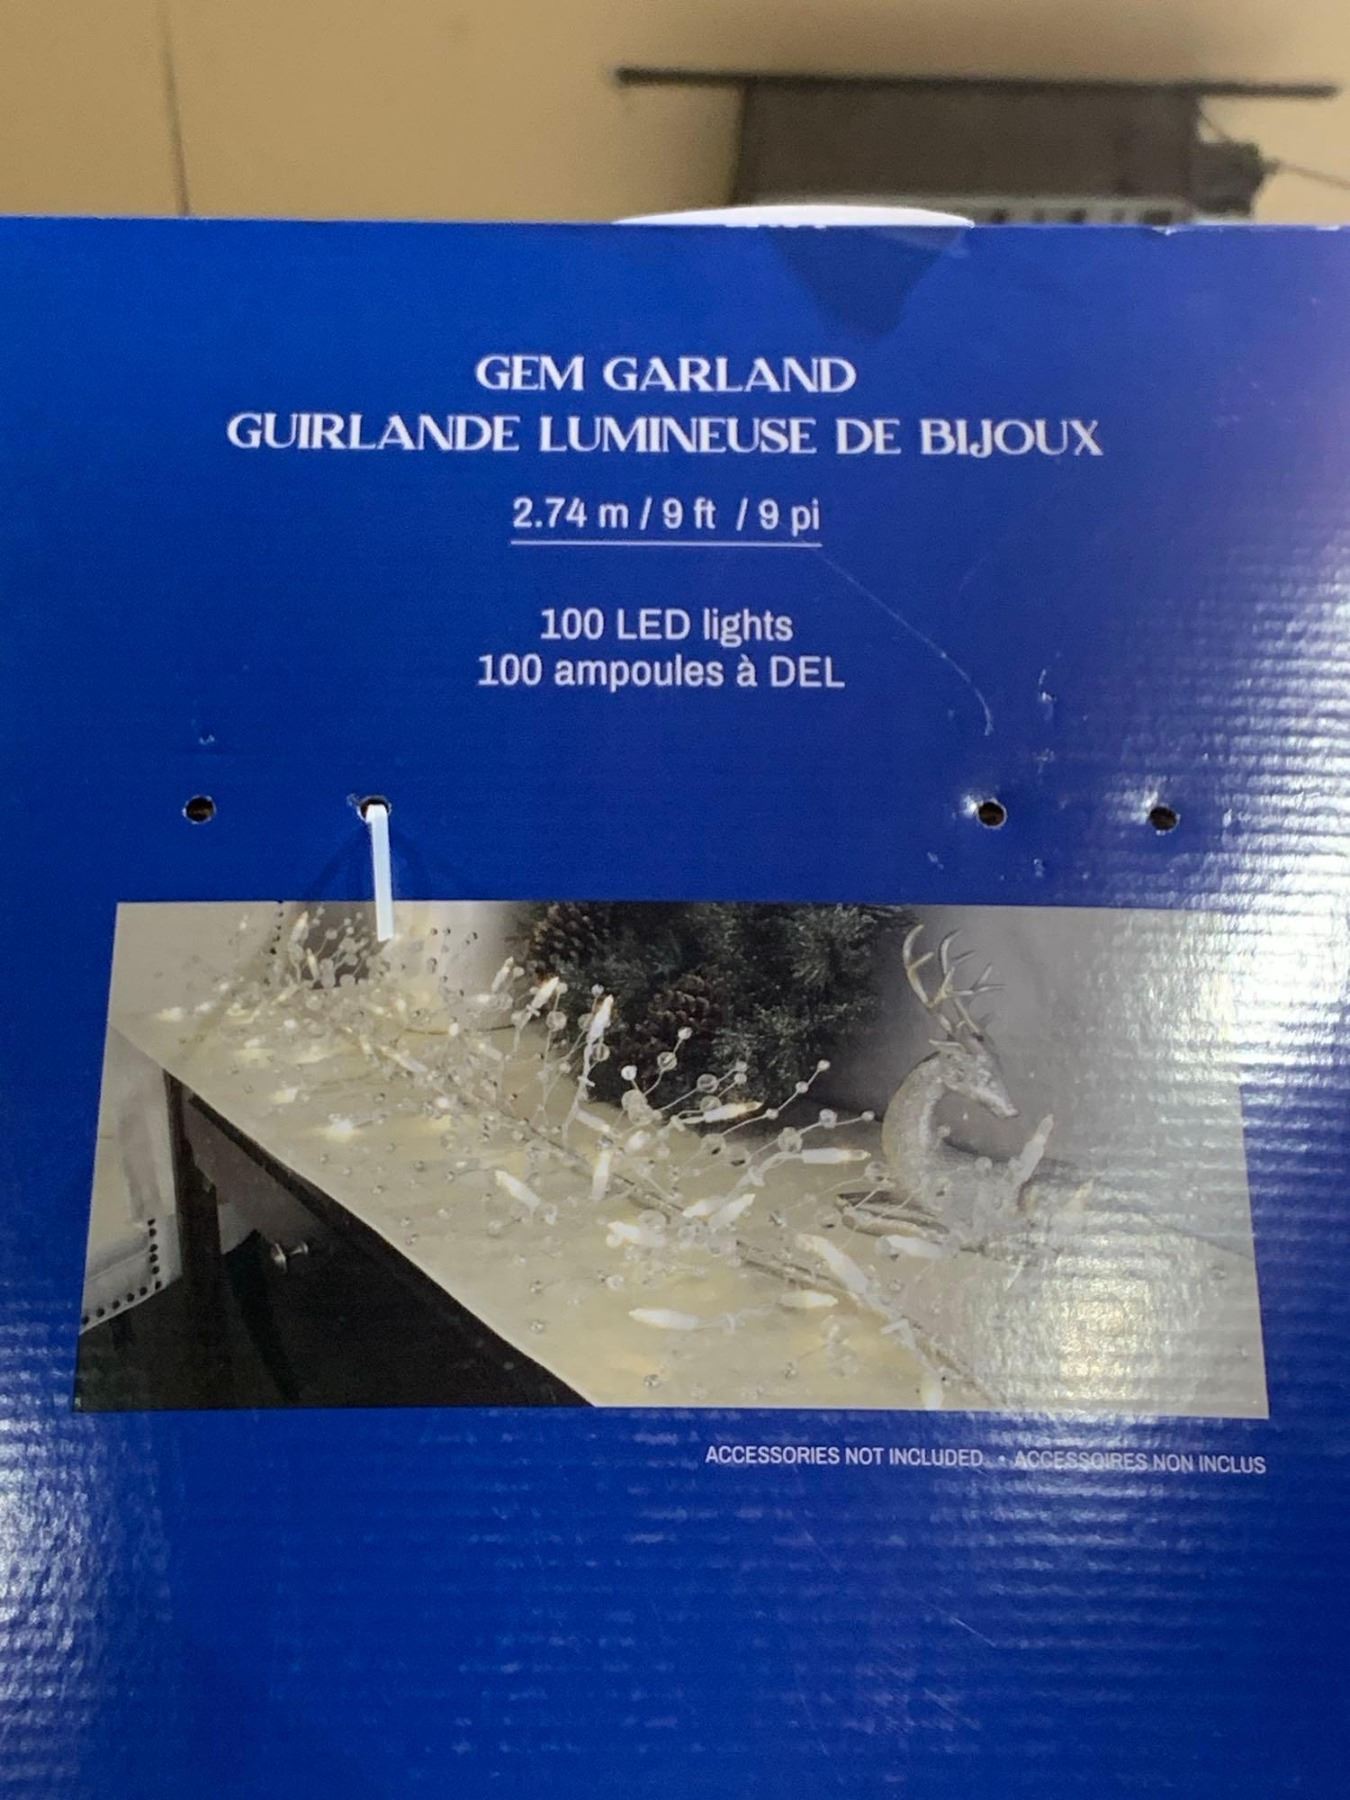 GEM GARLAND
GUIRLANDE LUMINEUSE DE BIJOUX
2.74 m / 9 ft / 9 pi
100 LED lights
100 ampoules à DEL
ACCESSORIES NOT INCLUDED • ACCESSOIRES NON INCLUS